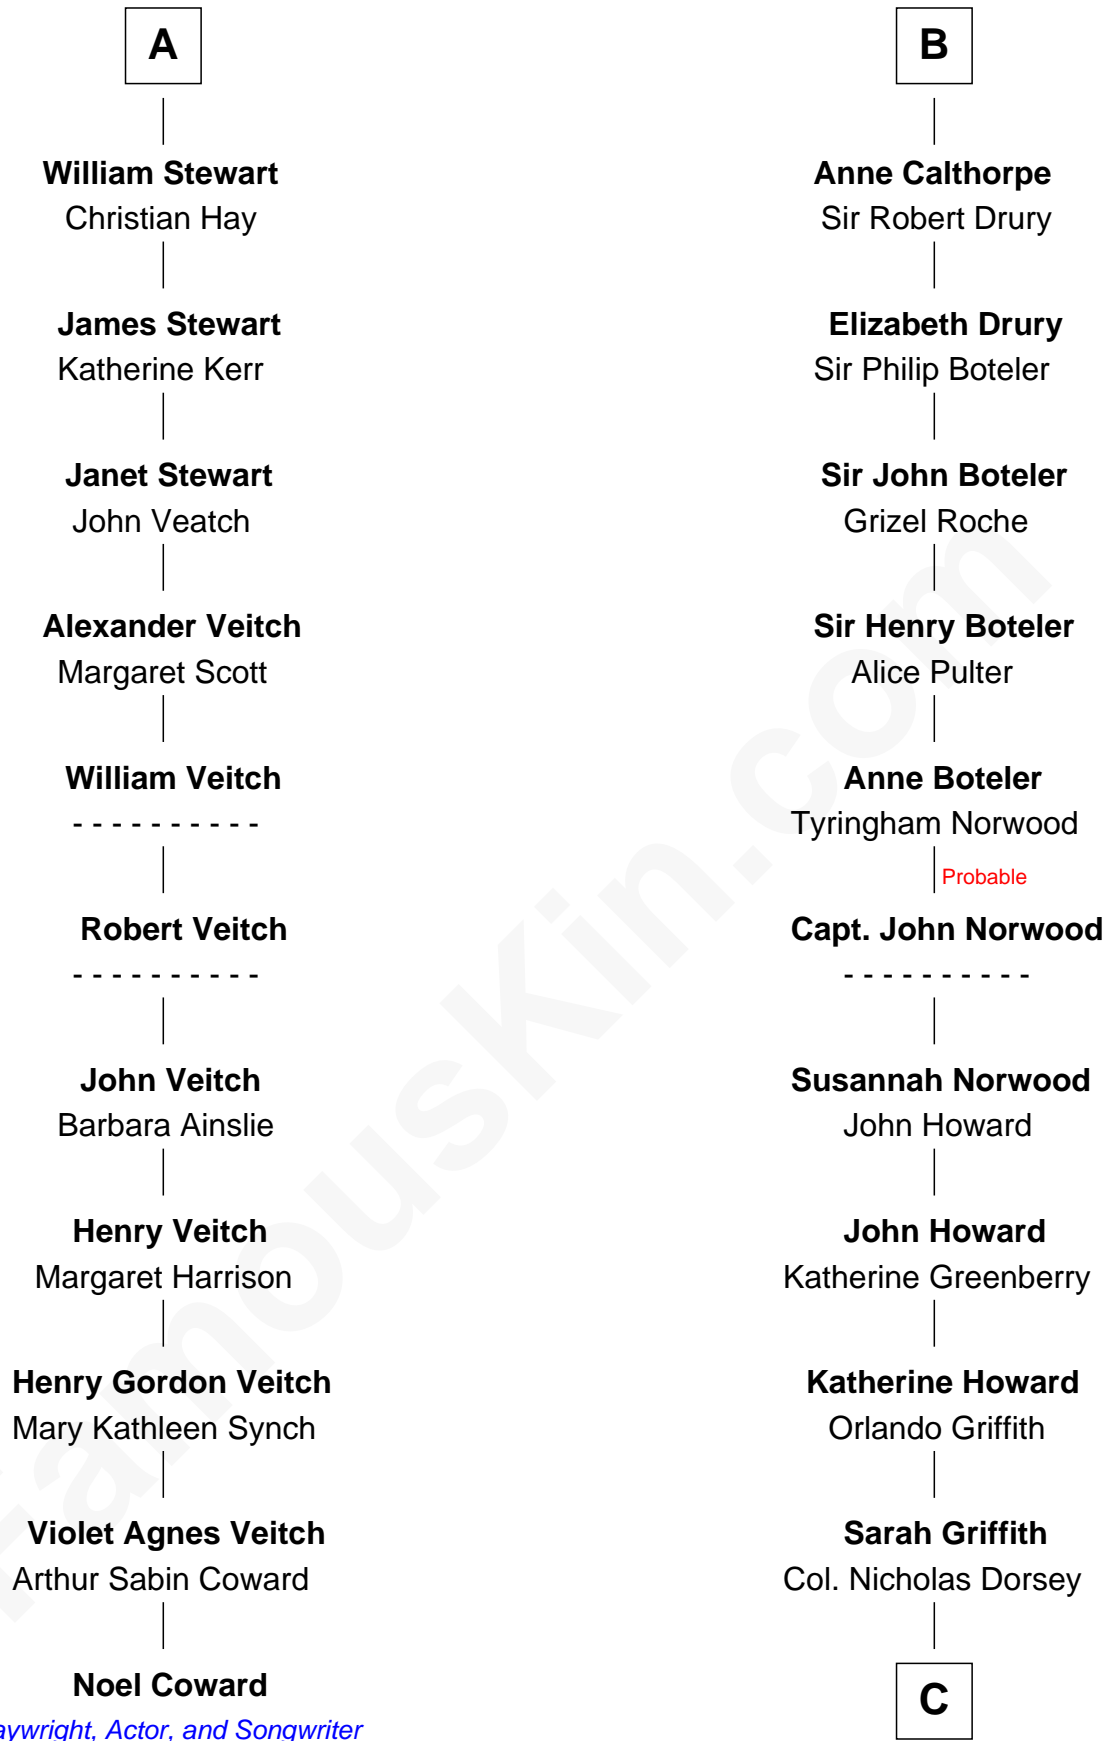 A
William Stewart
Christian Hay
James Stewart
Katherine Kerr
Janet Stewart
John Veatch
Alexander Veitch
Margaret Scott
William Veitch
- - - - - - - - - -
Robert Veitch
- - - - - - - - - -
John Veitch
Barbara Ainslie
Henry Veitch
Margaret Harrison
Henry Gordon Veitch
Mary Kathleen Synch
Violet Agnes Veitch
Arthur Sabin Coward
Noel Coward
aywright, Actor, and Songwriter
B
Anne Calthorpe
Sir Robert Drury
Elizabeth Drury
Sir Philip Boteler
Sir John Boteler
Grizel Roche
Sir Henry Boteler
Alice Pulter
Anne Boteler
Tyringham Norwood
Probable
Capt. John Norwood
- - - - - - - - - -
Susannah Norwood
John Howard
John Howard
Katherine Greenberry
Katherine Howard
Orlando Griffith
Sarah Griffith
Col. Nicholas Dorsey
C
FamousKin.com